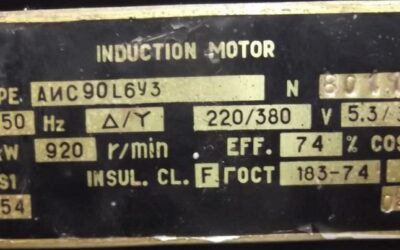 INDUCTION MOTOR
PE АИС90L6У3 N 8011
50 Hz Δ/Y 220/380 V 5.3/
W 920 r/min EFF. 74 % COS
S1 INSUL. CL. F ГОСТ 183-74
54